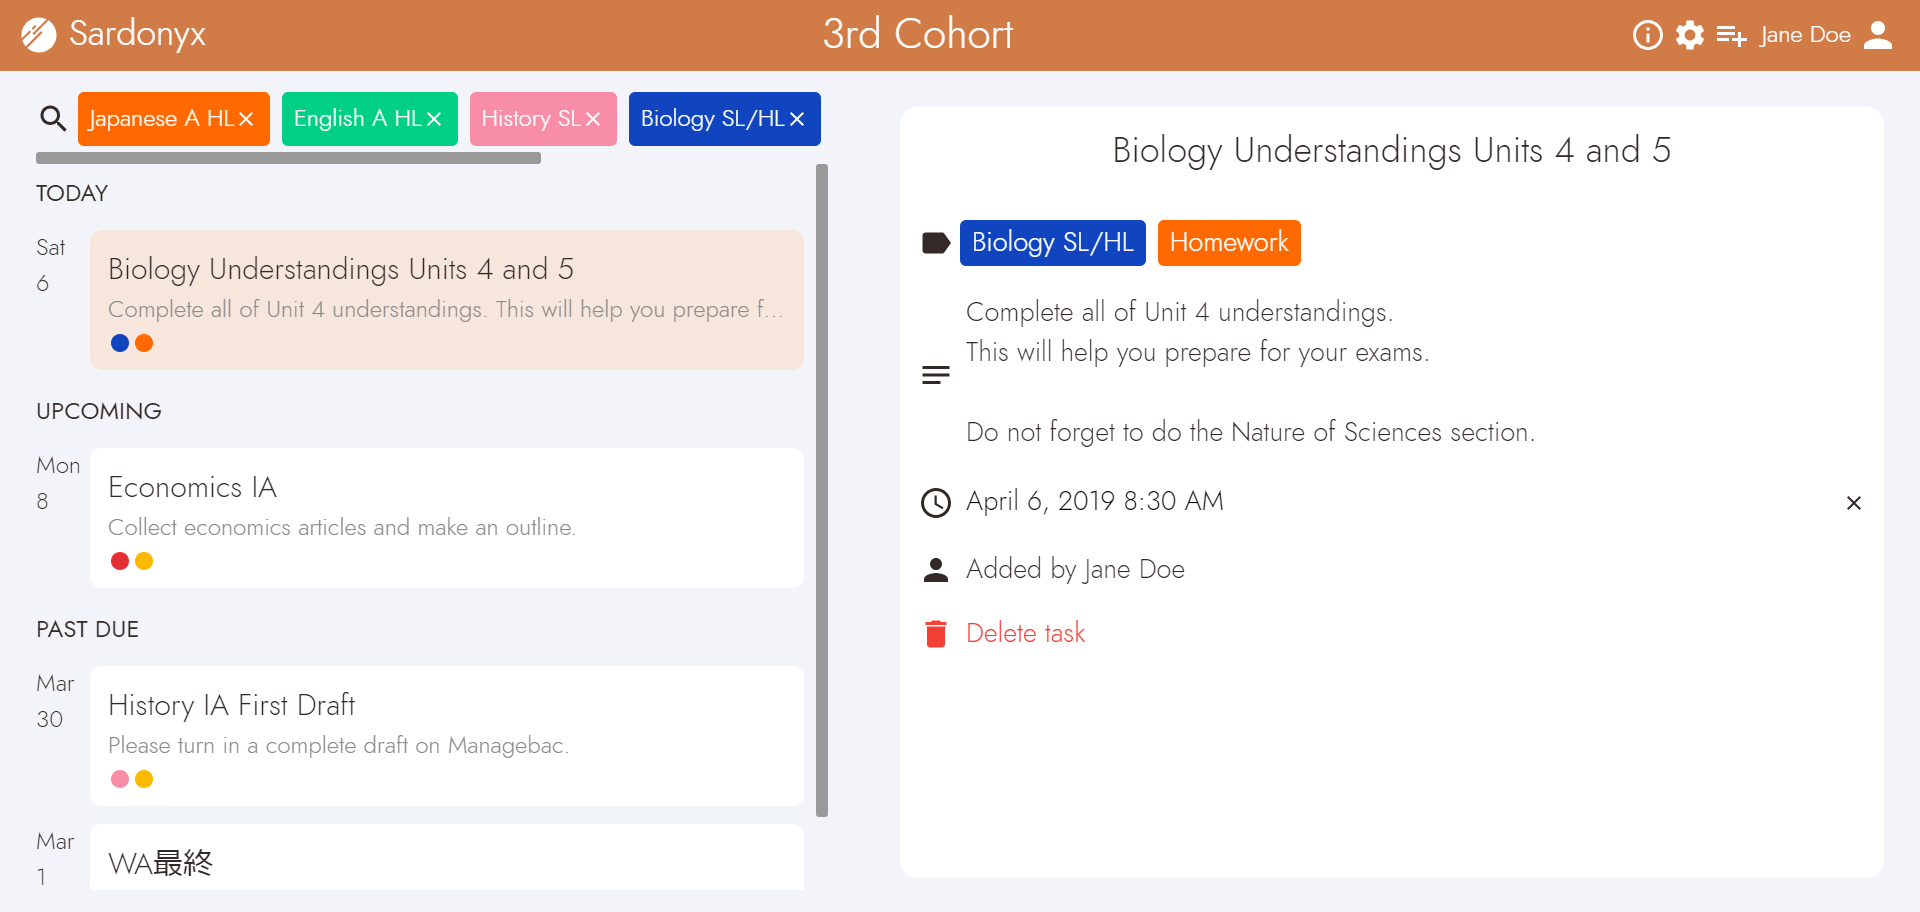 Sardonyx
3rd Cohort
Jane Doe
Japanese A HL
English A HL
History SL
Biology SL/HL
TODAY
Sat
6
Biology Understandings Units 4 and 5
Complete all of Unit 4 understandings. This will help you prepare f...
UPCOMING
Mon
8
Economics IA
Collect economics articles and make an outline.
PAST DUE
Mar
30
History IA First Draft
Please turn in a complete draft on Managebac.
Mar
1
WA最終
Biology Understandings Units 4 and 5
Biology SL/HL
Homework
Complete all of Unit 4 understandings.
This will help you prepare for your exams.
Do not forget to do the Nature of Sciences section.
April 6, 2019 8:30 AM
Added by Jane Doe
Delete task